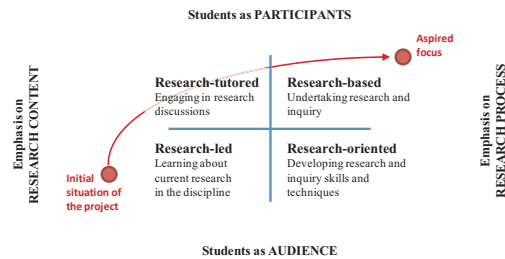 Students as PARTICIPANTS
Aspired
focus
Emphasis on
RESEARCH CONTENT
Research-tutored
Engaging in research
discussions
Research-based
Undertaking research and
inquiry
Emphasis on
RESEARCH PROCESS
Research-led
Learning about
current research
in the discipline
Research-oriented
Developing research and
inquiry skills and
techniques
Initial
situation of
the project
Students as AUDIENCE